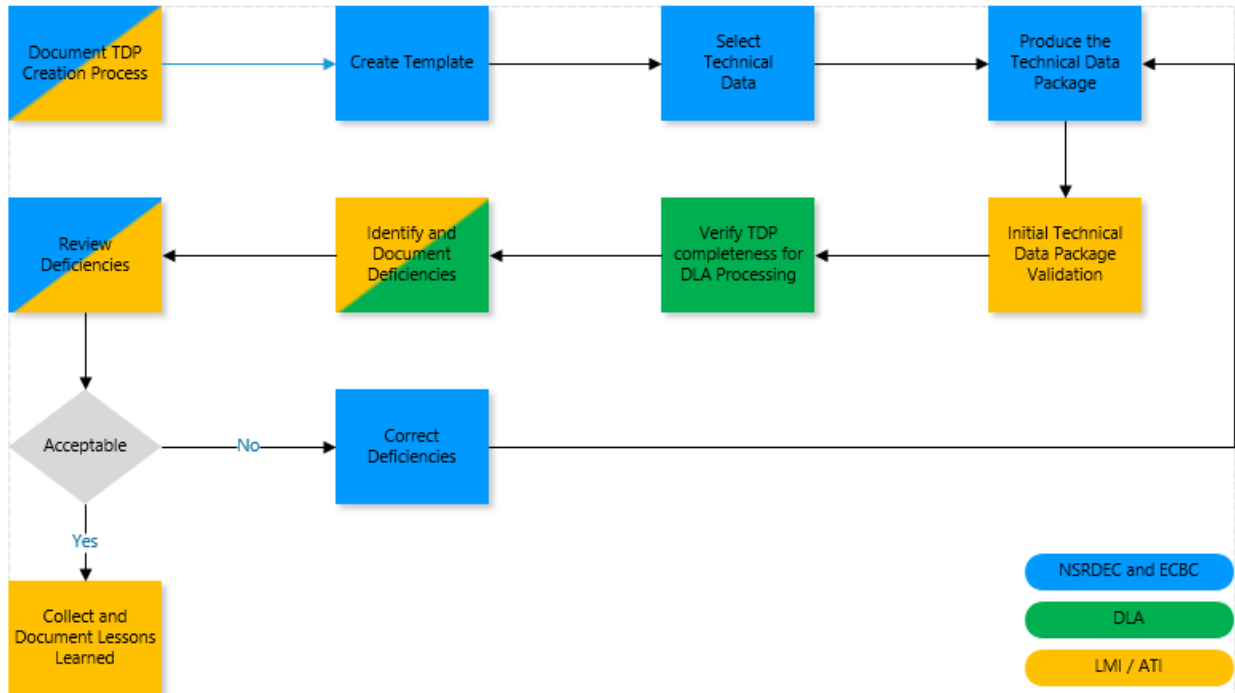 Document TDP
Creation Process
Create Template
Select
Technical
Data
Produce the
Technical Data
Package
Review
Deficiencies
Identify and
Document
Deficiencies
Verify TDP
completeness for
DLA Processing
Initial Technical
Data Package
Validation
Acceptable
No
Correct
Deficiencies
Yes
Collect and
Document Lessons
Learned
NSRDEC and ECBC
DLA
LMI / ATI